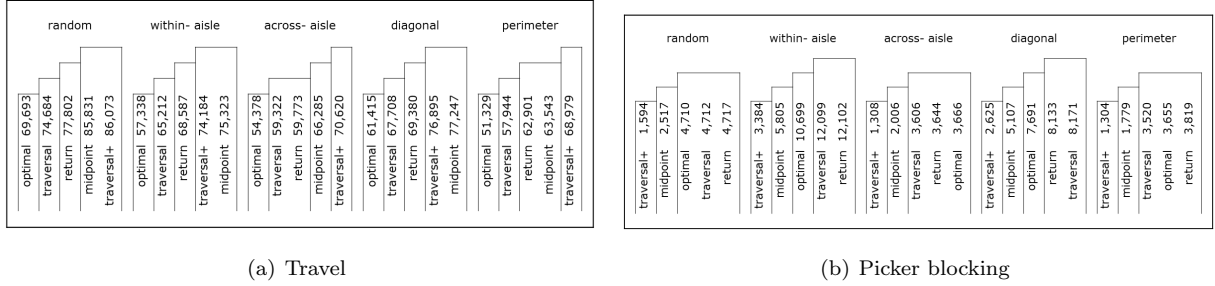 random within- aisle across- aisle diagonal perimeter
optimal 69,693
traversal 74,684
return 77,802
midpoint 85,831
traversal+ 86,073
optimal 57,338
traversal 65,212
return 68,587
traversal+ 74,184
midpoint 75,323
optimal 54,378
traversal 59,322
return 59,773
midpoint 66,285
traversal+ 70,620
optimal 61,415
traversal 67,708
return 69,380
traversal+ 76,895
midpoint 77,247
optimal 51,329
traversal 57,944
return 62,901
midpoint 63,543
traversal+ 68,979
(a) Travel
random within- aisle across- aisle diagonal perimeter
traversal+ 1,594
midpoint 2,517
optimal 4,710
traversal 4,712
return 4,717
traversal+ 3,384
midpoint 5,805
optimal 10,699
traversal 12,099
return 12,102
traversal+ 1,308
midpoint 2,006
traversal 3,606
return 3,644
optimal 3,666
traversal+ 2,625
midpoint 5,107
optimal 7,691
return 8,133
traversal 8,171
traversal+ 1,304
midpoint 1,779
traversal 3,520
optimal 3,655
return 3,819
(b) Picker blocking